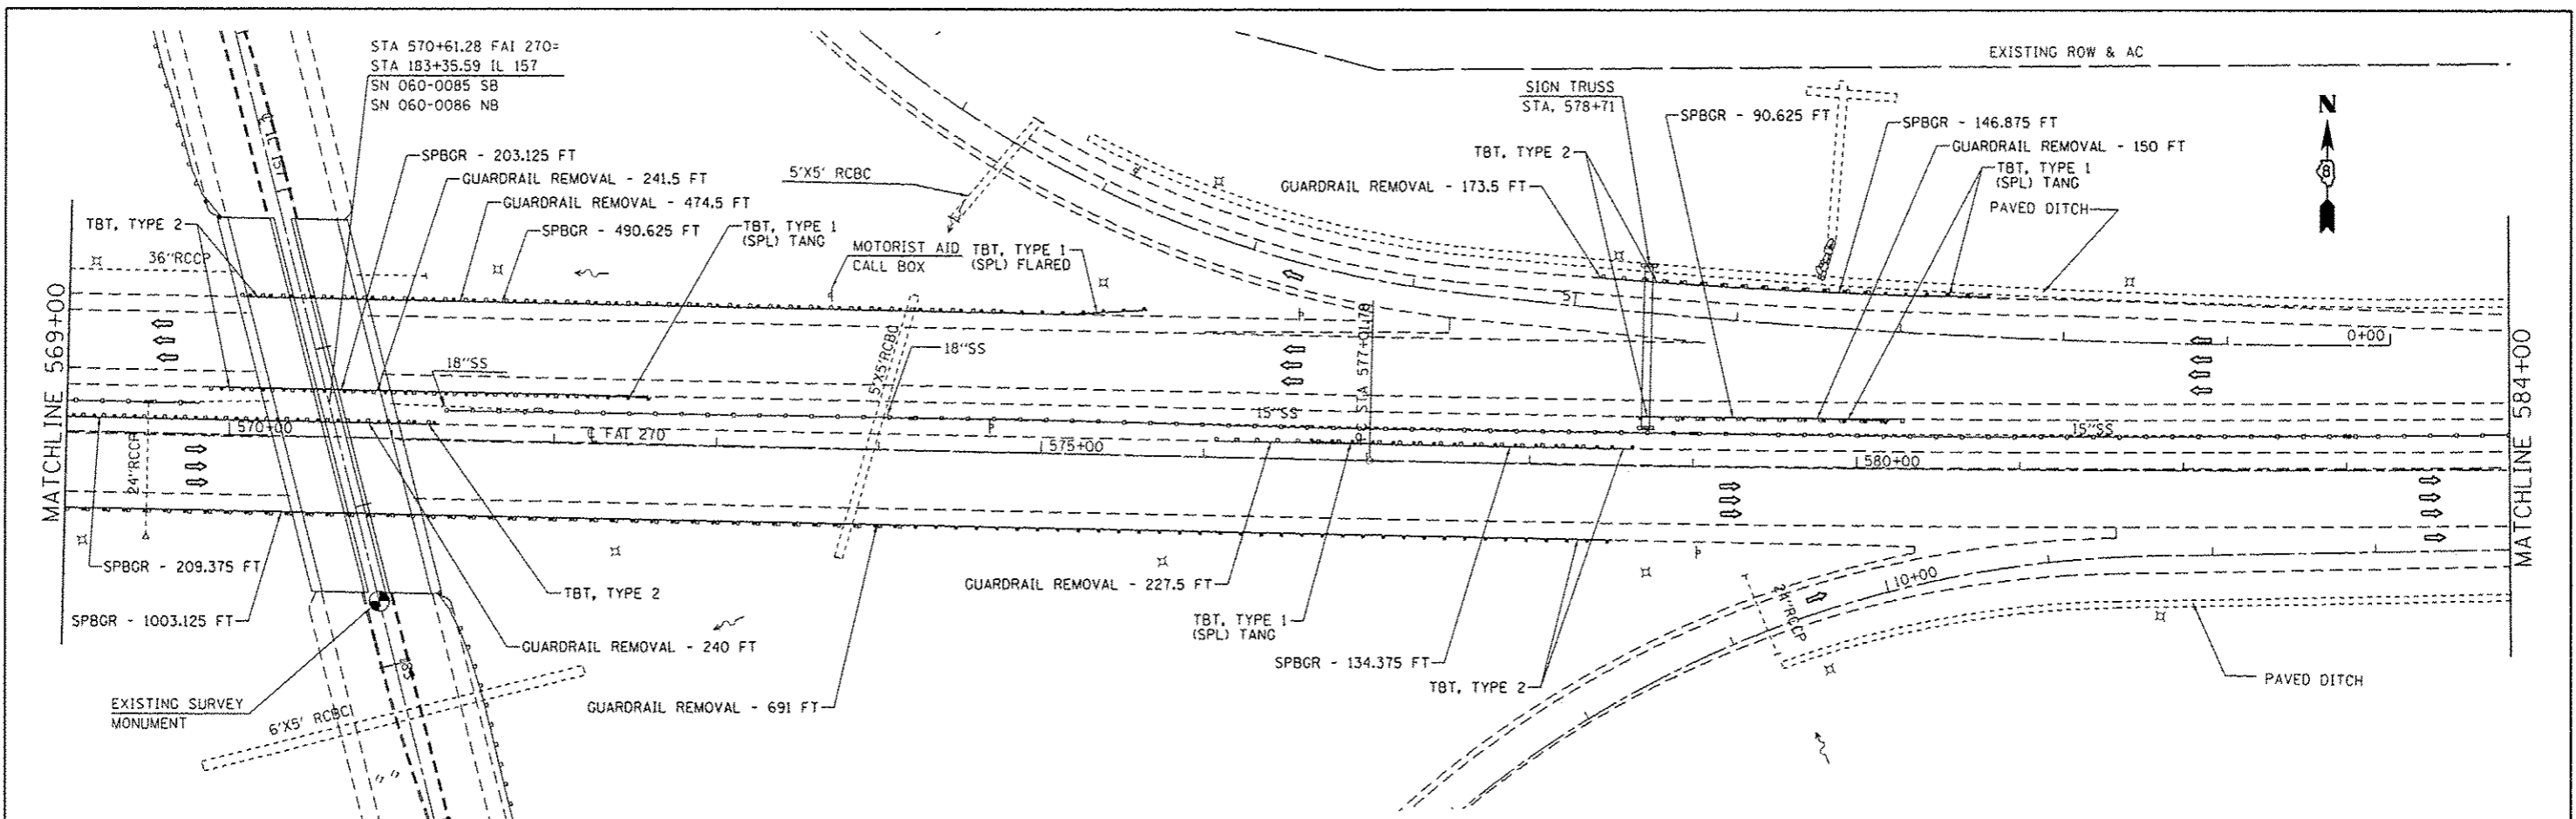 STA 570+61.28 FAI 270=
STA 183+35.59 IL 157
SN 060-0085 SB
SN 060-0086 NB
EXISTING ROW & AC
SIGN TRUSS
STA. 578+71
SPBGR - 90.625 FT
SPBGR - 146.875 FT
GUARDRAIL REMOVAL - 150 FT
TBT, TYPE 1
(SPL) TANG
PAVED DITCH
N
8
TBT, TYPE 2
GUARDRAIL REMOVAL - 173.5 FT
5'X5' RCBC
℄ IL 157
SPBGR - 203.125 FT
GUARDRAIL REMOVAL - 241.5 FT
GUARDRAIL REMOVAL - 474.5 FT
SPBGR - 490.625 FT
TBT, TYPE 1
(SPL) TANG
MOTORIST AID
CALL BOX
TBT, TYPE 1
(SPL) FLARED
TBT, TYPE 2
36"RCCP
MATCHLINE 569+00
5
0+00
MATCHLINE 584+00
18"SS
5'X5'RCBC
18"SS
STA 577+01.78
15"SS
15"SS
570+00
℄ FAI 270
575+00
580+00
24"RCCP
SPBGR - 209.375 FT
SPBGR - 1003.125 FT
TBT, TYPE 2
GUARDRAIL REMOVAL - 240 FT
GUARDRAIL REMOVAL - 691 FT
GUARDRAIL REMOVAL - 227.5 FT
TBT, TYPE 1
(SPL) TANG
SPBGR - 134.375 FT
TBT, TYPE 2
10+00
24"RCCP
PAVED DITCH
EXISTING SURVEY
MONUMENT
6'X5' RCBC